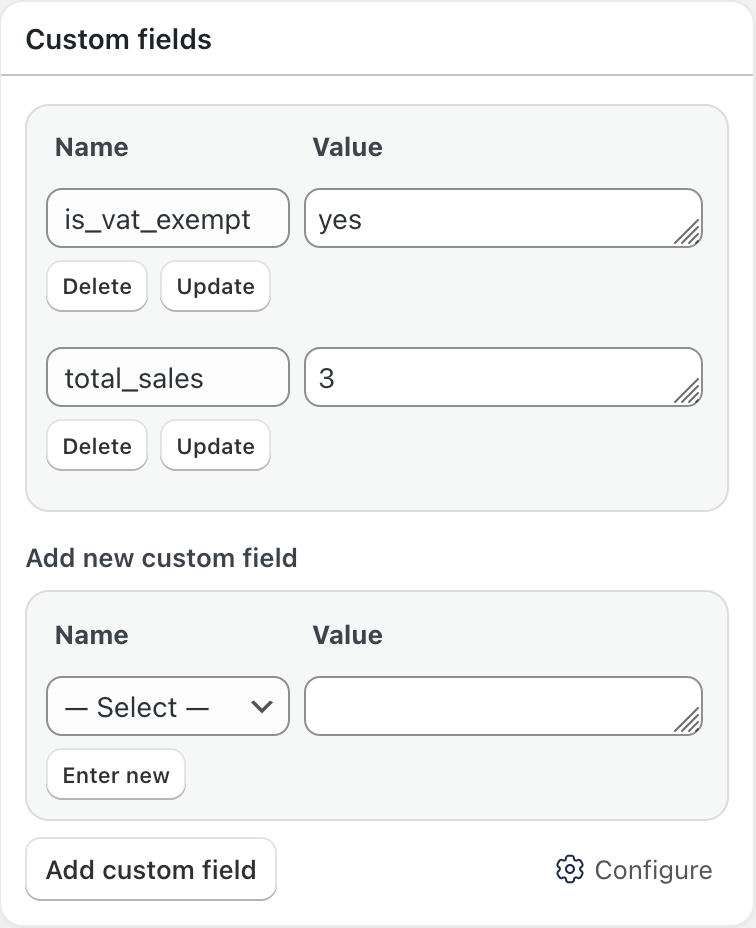 Custom fields
Name Value
is_vat_exempt yes
Delete Update
total_sales 3
Delete Update
Add new custom field
Name Value
— Select —
Enter new
Add custom field Configure